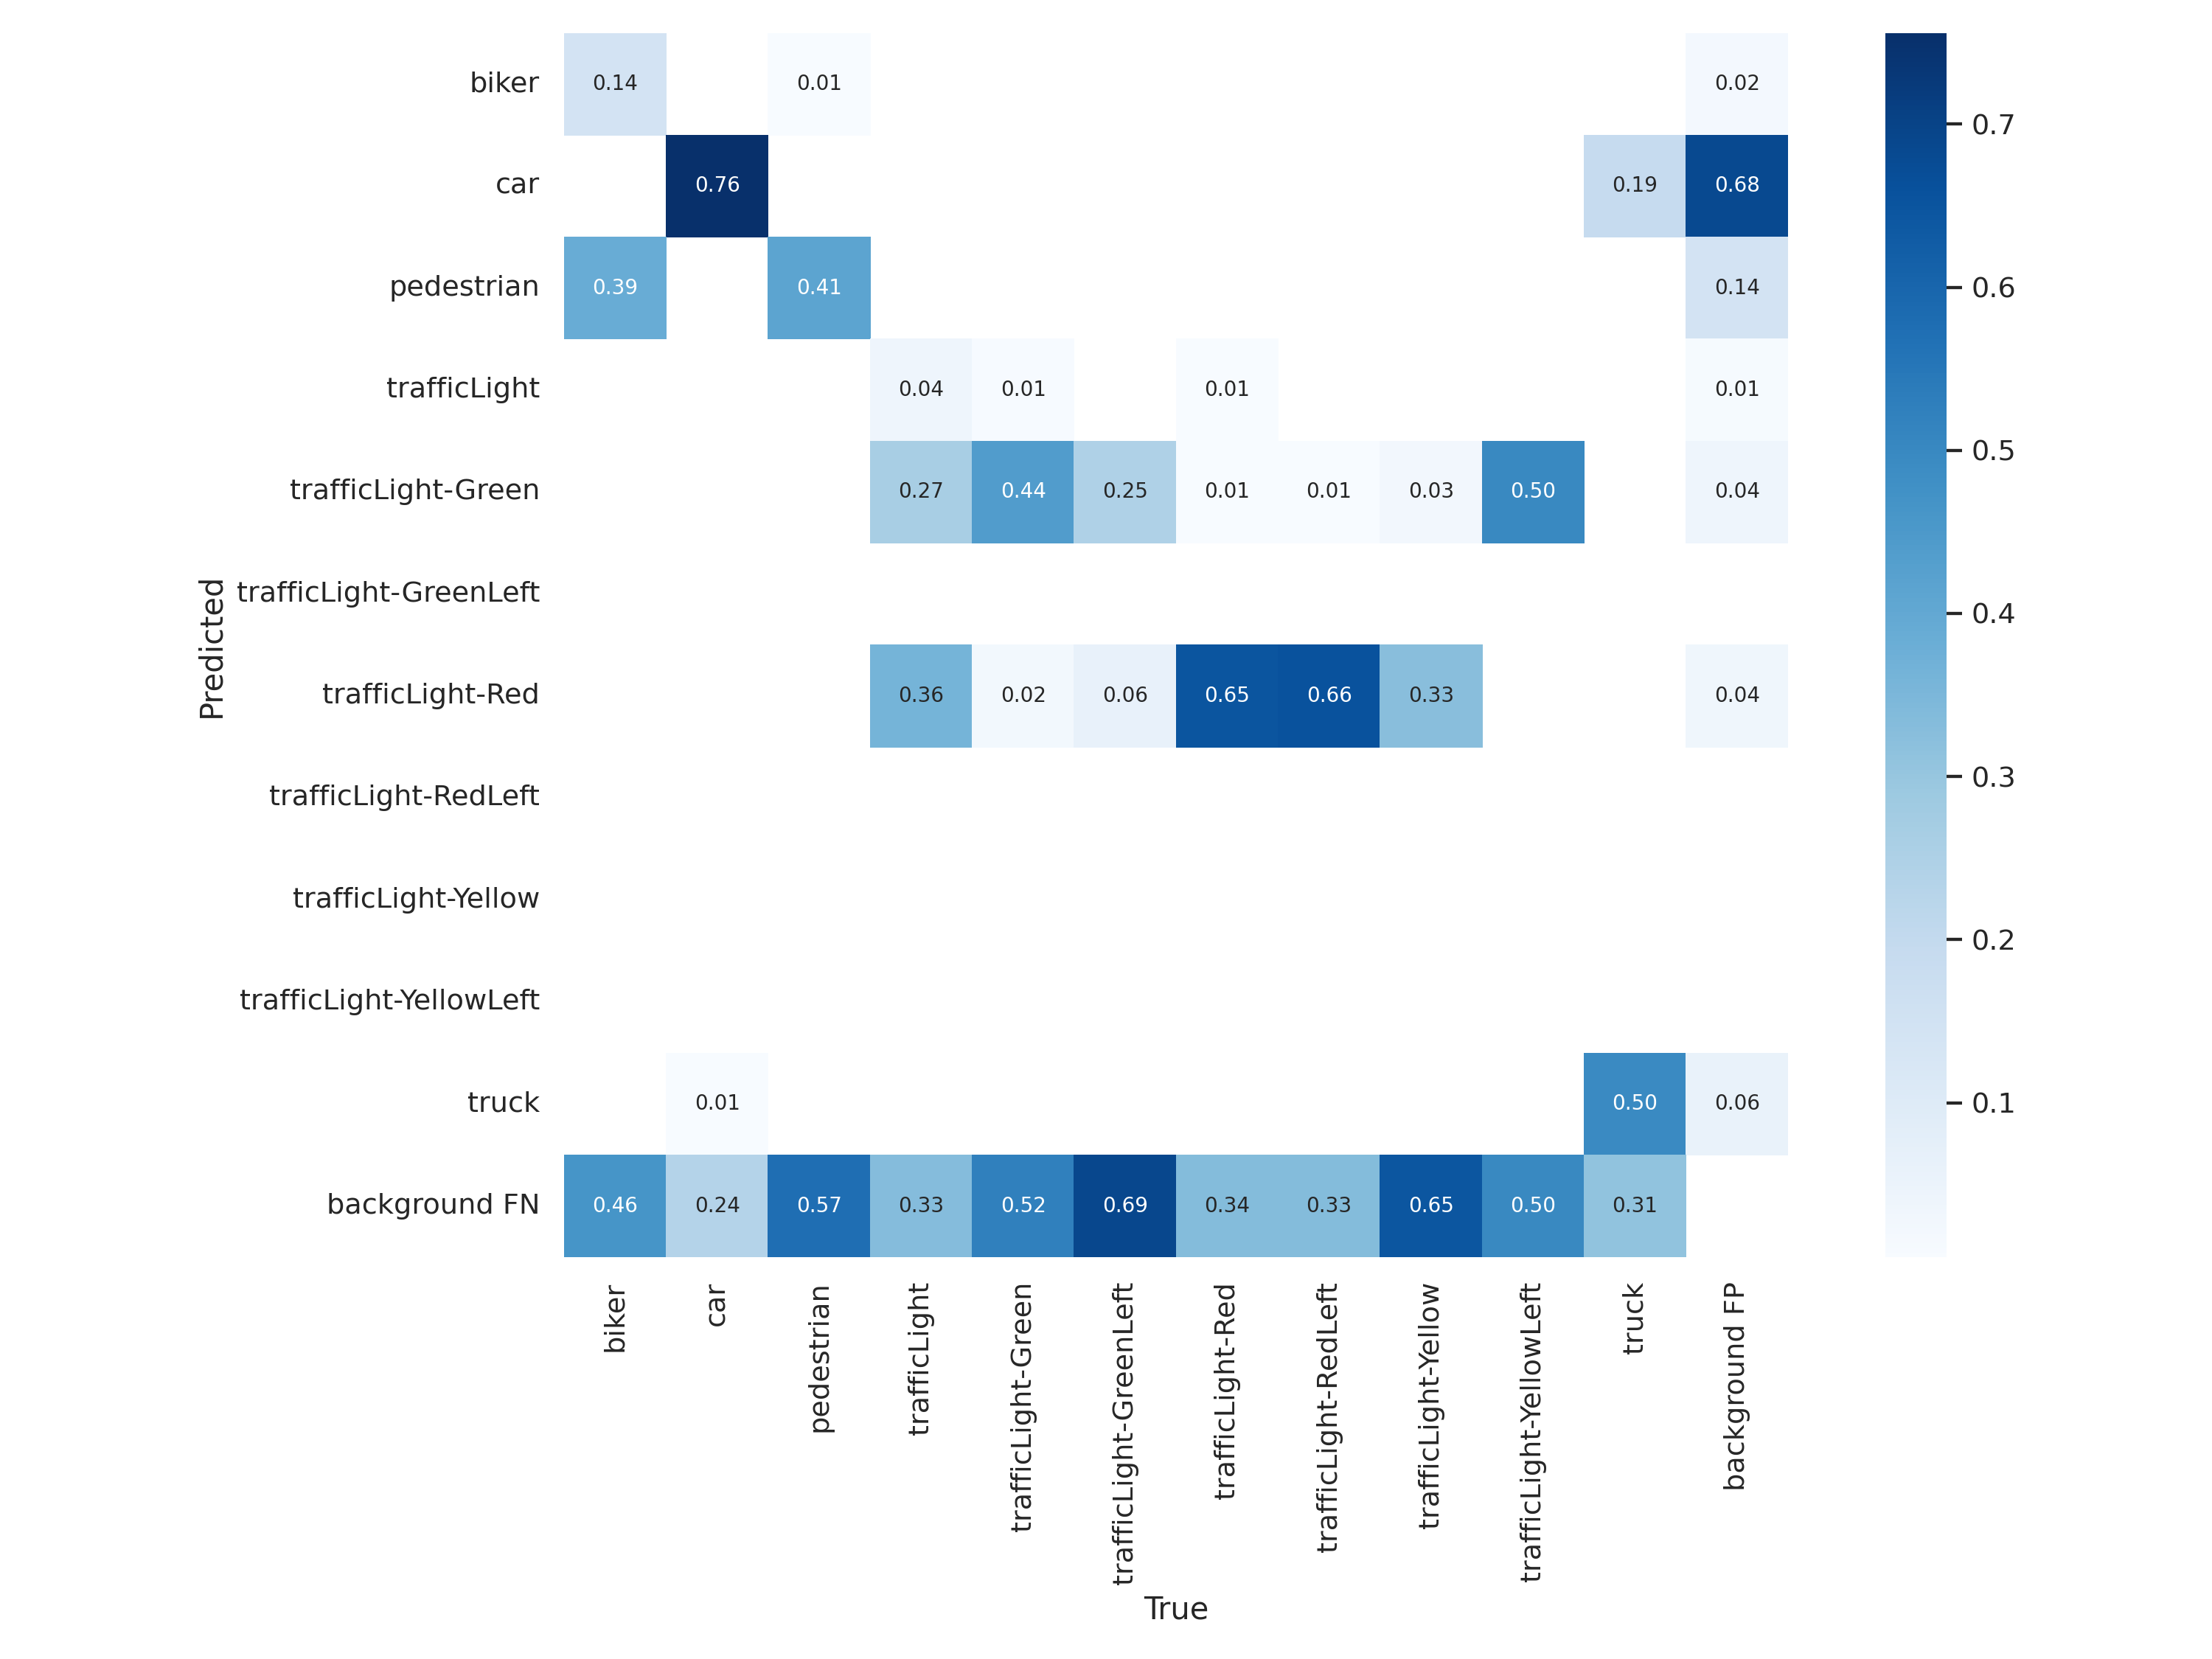 biker 0.14 0.01 0.02
car 0.76 0.19 0.68
pedestrian 0.39 0.41 0.14
trafficLight 0.04 0.01 0.01 0.01
trafficLight-Green 0.27 0.44 0.25 0.01 0.01 0.03 0.50 0.04
trafficLight-GreenLeft
trafficLight-Red 0.36 0.02 0.06 0.65 0.66 0.33 0.04
trafficLight-RedLeft
trafficLight-Yellow
trafficLight-YellowLeft
truck 0.01 0.50 0.06
background FN 0.46 0.24 0.57 0.33 0.52 0.69 0.34 0.33 0.65 0.50 0.31
Predicted
biker
car
pedestrian
trafficLight
trafficLight-Green
trafficLight-GreenLeft
trafficLight-Red
trafficLight-RedLeft
trafficLight-Yellow
trafficLight-YellowLeft
truck
background FP
True
0.7
0.6
0.5
0.4
0.3
0.2
0.1